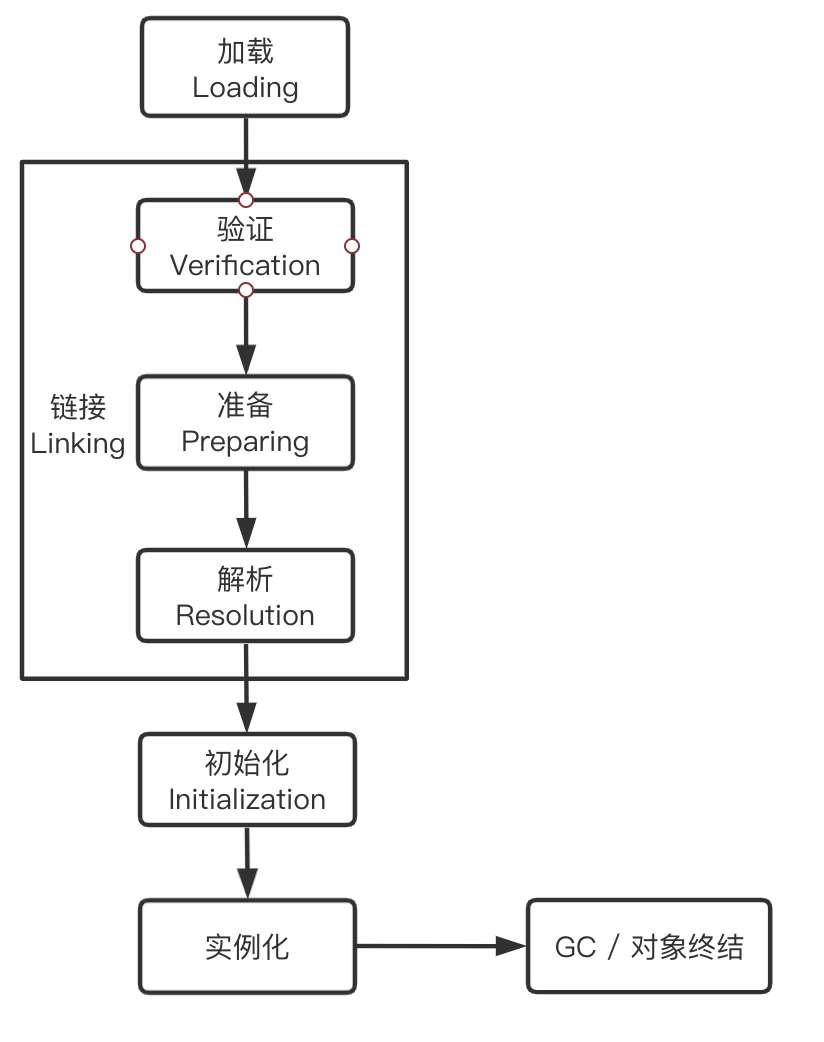 加载
Loading
验证
Verification
链接
Linking
准备
Preparing
解析
Resolution
初始化
Initialization
实例化
GC / 对象终结